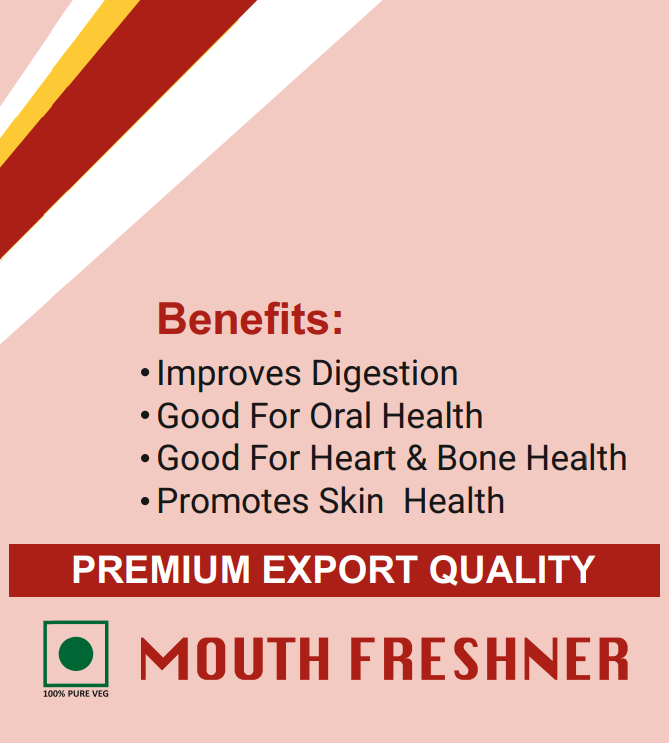 Benefits:
• Improves Digestion
• Good For Oral Health
• Good For Heart & Bone Health
• Promotes Skin Health
PREMIUM EXPORT QUALITY
100% PURE VEG
MOUTH FRESHNER